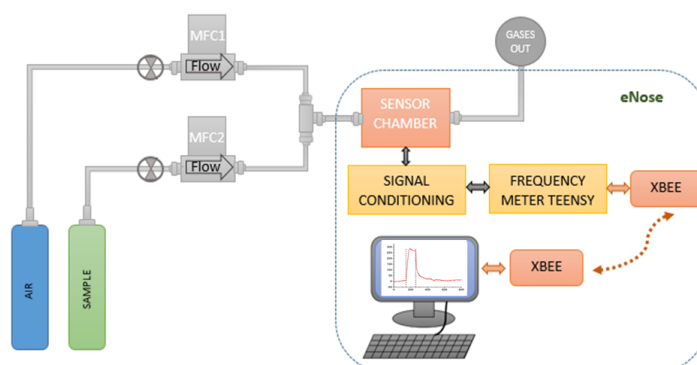 MFC1
Flow
GASES
OUT
eNose
SENSOR
CHAMBER
MFC2
Flow
SIGNAL
CONDITIONING
FREQUENCY
METER TEENSY
XBEE
XBEE
AIR
SAMPLE